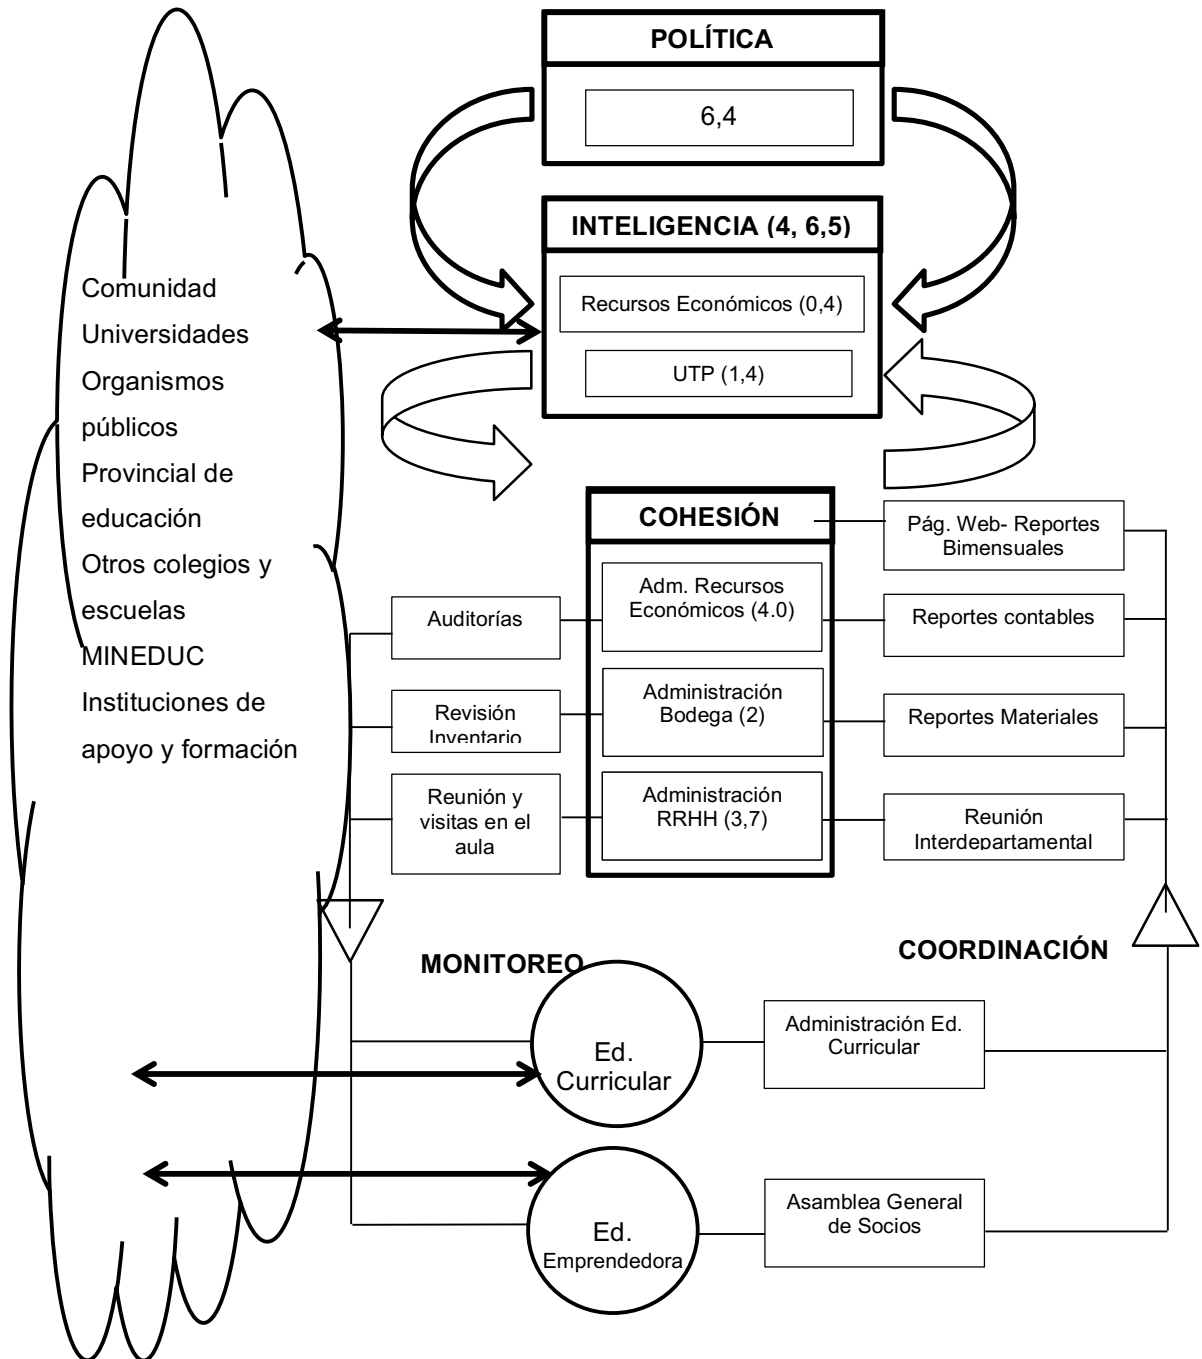 POLÍTICA
6,4
INTELIGENCIA (4, 6,5)
Recursos Económicos (0,4)
UTP (1,4)
Comunidad
Universidades
Organismos
públicos
Provincial de
educación
Otros colegios y
escuelas
MINEDUC
Instituciones de
apoyo y formación
COHESIÓN
Pág. Web- Reportes
Bimensuales
Auditorías
Adm. Recursos
Económicos (4.0)
Reportes contables
Revisión
Inventario
Administración
Bodega (2)
Reportes Materiales
Reunión y
visitas en el
aula
Administración
RRHH (3,7)
Reunión
Interdepartamental
MONITOREO
COORDINACIÓN
Ed.
Curricular
Administración Ed.
Curricular
Ed.
Emprendedora
Asamblea General
de Socios